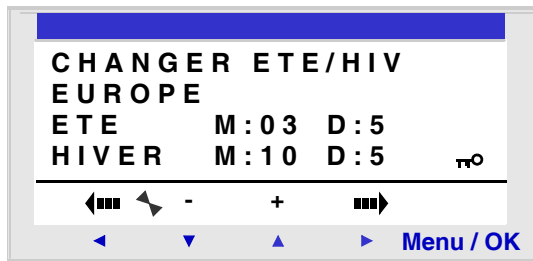 CHANGER ETE/HIV
EUROPE
ETE M:03 D:5
HIVER M:10 D:5
- +
Menu / OK